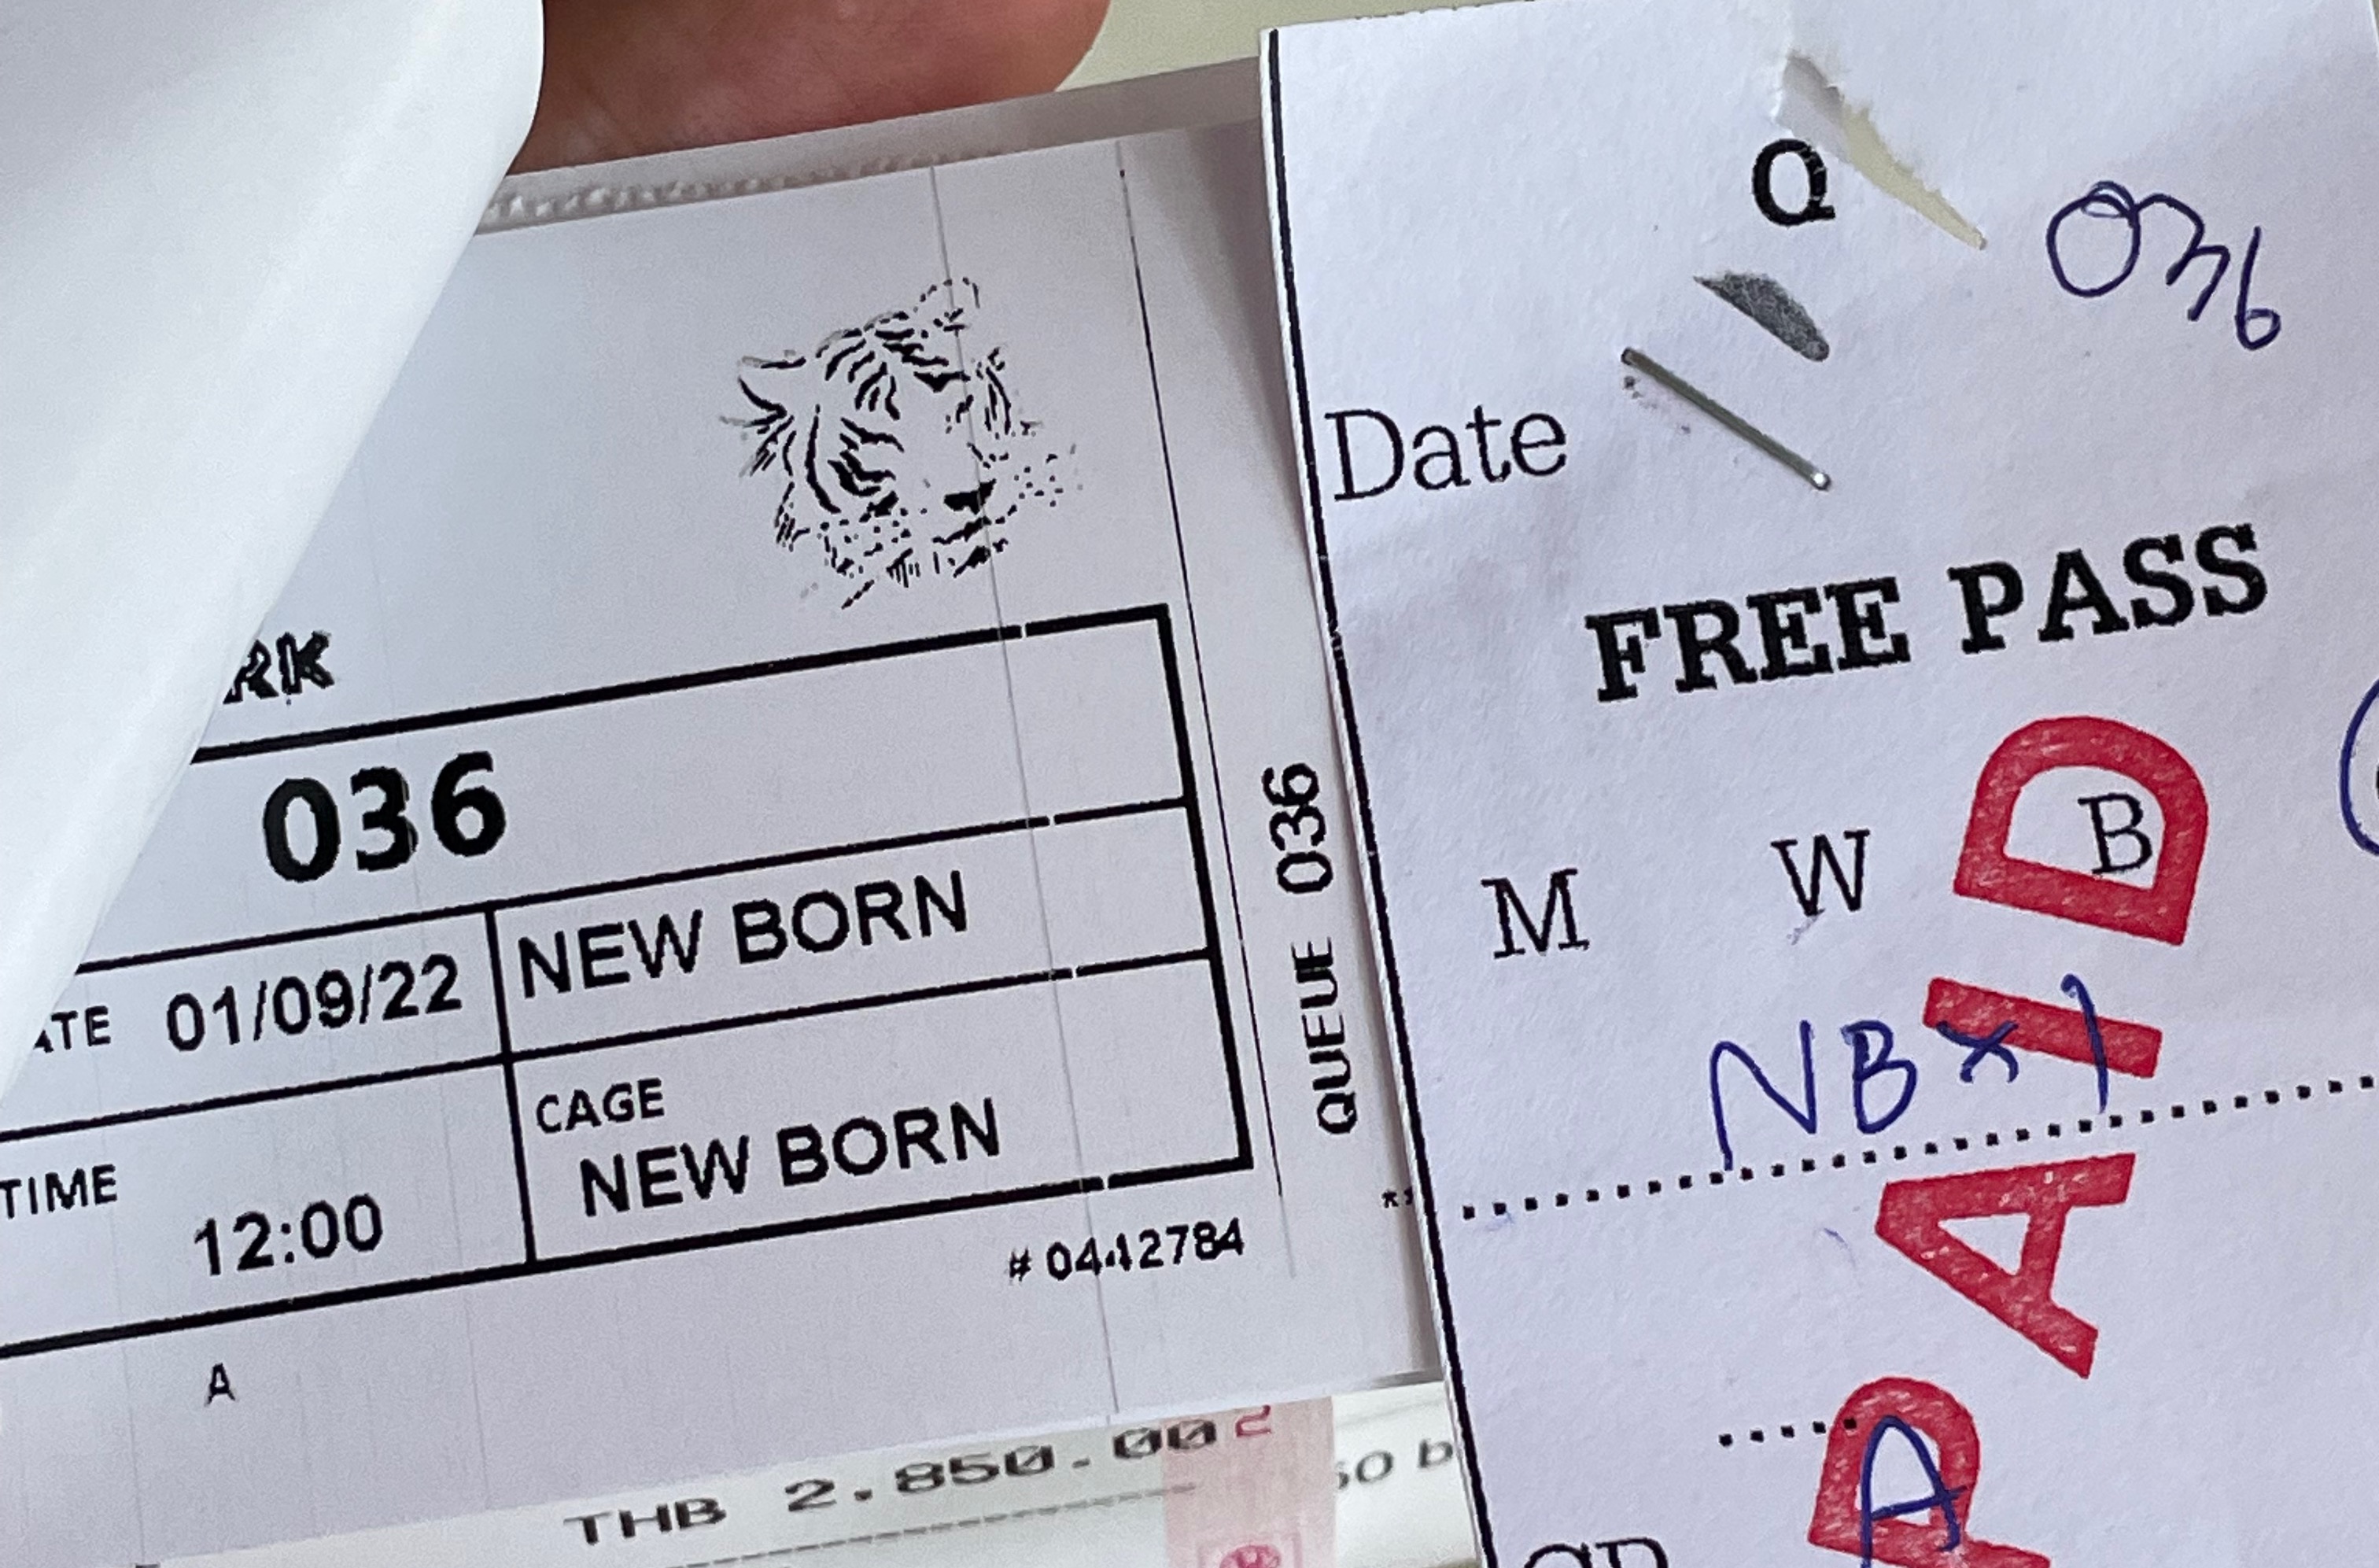 RK
036
ATE 01/09/22 NEW BORN
TIME 12:00 CAGE
NEW BORN
# 0442784
A
QUEUE 036
THB 2.850.00
Q 036
Date
FREE PASS
M W B
NB x 1
PAID
A